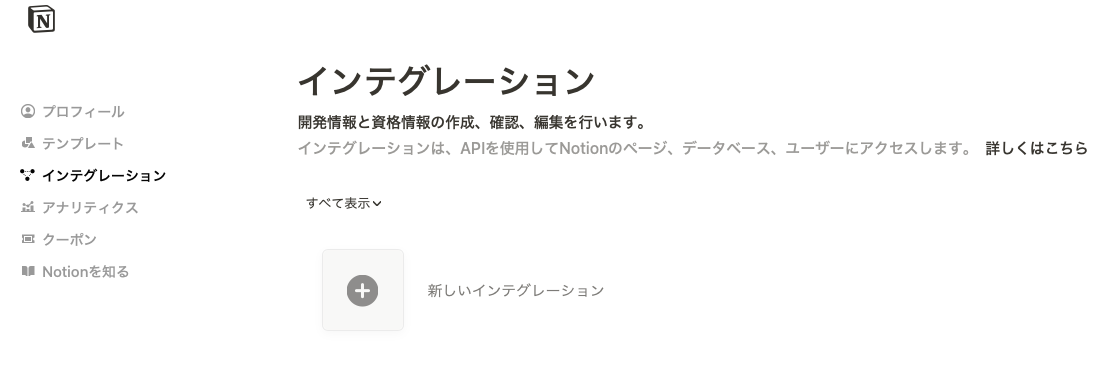 N
プロフィール
テンプレート
インテグレーション
アナリティクス
クーポン
Notionを知る
インテグレーション
開発情報と資格情報の作成、確認、編集を行います。
インテグレーションは、APIを使用してNotionのページ、データベース、ユーザーにアクセスします。 詳しくはこちら
すべて表示
新しいインテグレーション